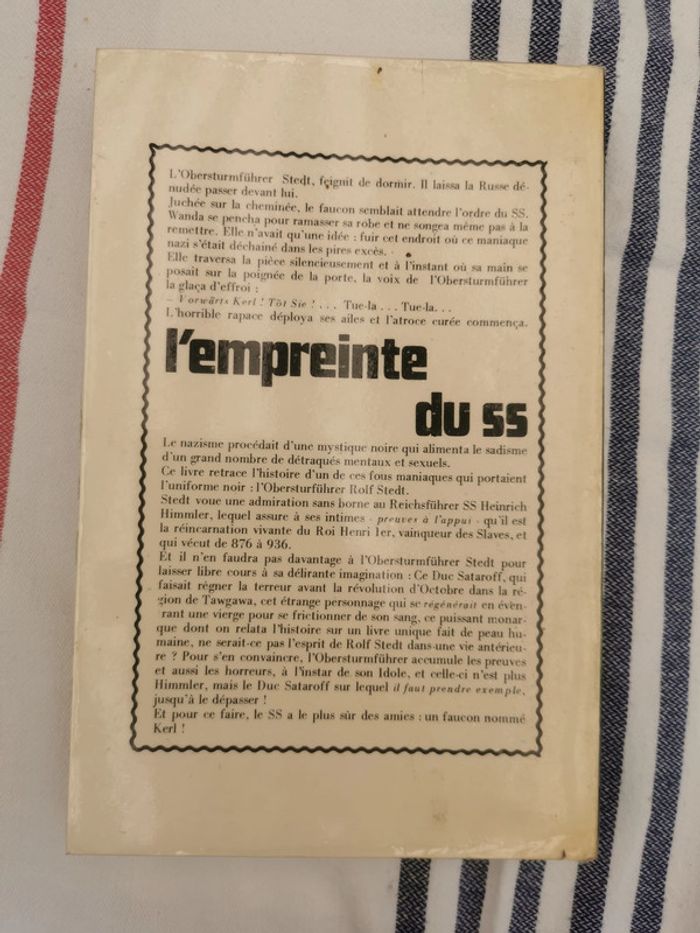 L'Obersturmführer Stedt, feignit de dormir. Il laissa la Russe dé-
nudée passer devant lui.
Juchée sur la cheminée, le faucon semblait attendre l'ordre du SS.
Wanda se pencha pour ramasser sa robe et ne songea même pas à la
remettre. Elle n'avait qu'une idée : fuir cet endroit où ce maniaque
nazi s'était déchainé dans les pires excés.
Elle traversa la pièce silencieusement et à l'instant où sa main se
posait sur la poignée de la porte, la voix de l'Obersturmführer
la glaça d'effroi :
– Vorwärts Kerl ! Töt Sie ! . . . Tue-la . . . Tue-la. . .
L'horrible rapace déploya ses ailes et l'atroce curée commença.
l'empreinte
du ss
Le nazisme procédait d'une mystique noire qui alimenta le sadisme
d'un grand nombre de détraqués mentaux et sexuels.
Ce livre retrace l'histoire d'un de ces fous maniaques qui portaient
l'uniforme noir : l'Obersturführer Rolf Stedt.
Stedt voue une admiration sans borne au Reichsführer SS Heinrich
Himmler, lequel assure à ses intimes - preuves à l'appui - qu'il est
la réincarnation vivante du Roi Henri 1er, vainqueur des Slaves, et
qui vécut de 876 à 936.
Et il n'en faudra pas davantage à l'Obersturführer Stedt pour
laisser libre cours à sa délirante imagination : Ce Duc Sataroff, qui
faisait régner la terreur avant la révolution d'Octobre dans la ré-
gion de Tawgawa, cet étrange personnage qui se régénérait en éven-
trant une vierge pour se frictionner de son sang, ce puissant monar-
que dont on relata l'histoire sur un livre unique fait de peau hu-
maine, ne serait-ce pas l'esprit de Rolf Stedt dans une vie antérieu-
re ? Pour s'en convaincre, l'Obersturmführer accumule les preuves
et aussi les horreurs, à l'instar de son Idole, et celle-ci n'est plus
Himmler, mais le Duc Sataroff sur lequel il faut prendre exemple,
jusqu'à le dépasser !
Et pour ce faire, le SS a le plus sûr des amies : un faucon nommé
Kerl !